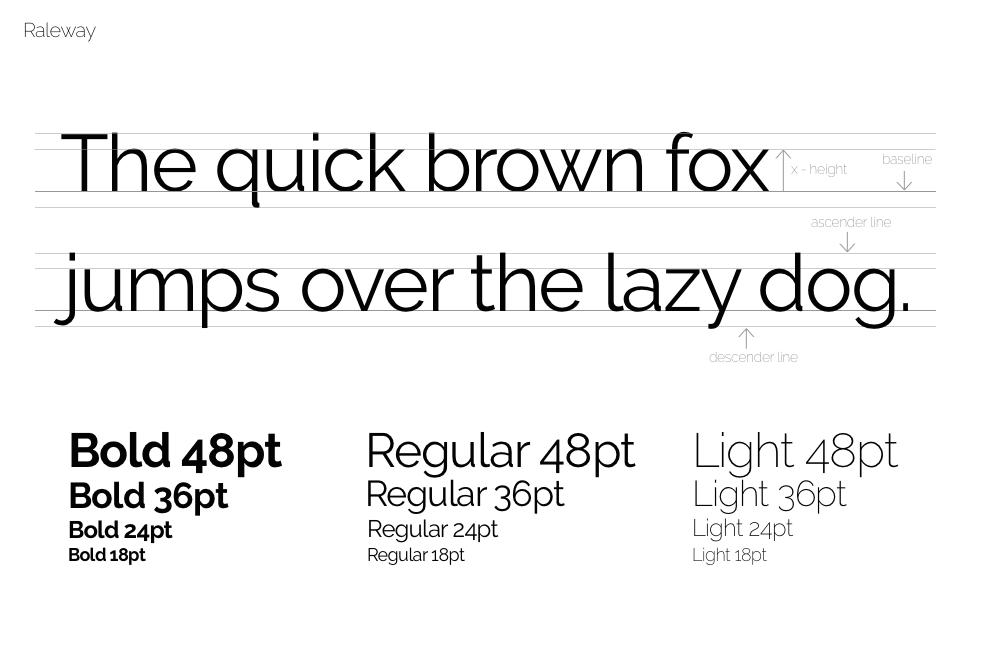 Raleway
The quick brown fox
x - height
baseline
ascender line
jumps over the lazy dog.
descender line
Bold 48pt
Bold 36pt
Bold 24pt
Bold 18pt
Regular 48pt
Regular 36pt
Regular 24pt
Regular 18pt
Light 48pt
Light 36pt
Light 24pt
Light 18pt